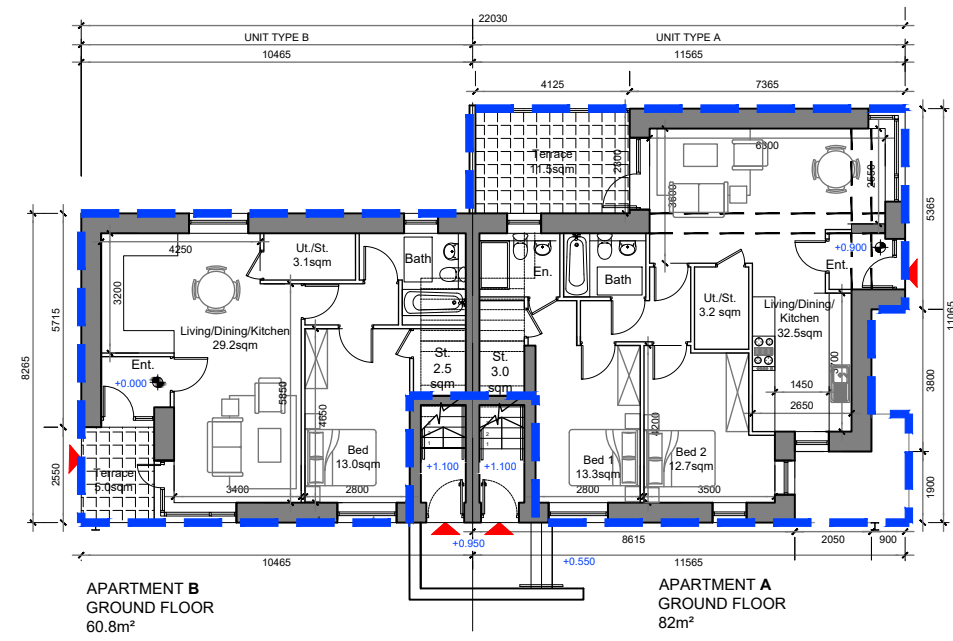 22030
UNIT TYPE B
UNIT TYPE A
10465
11565
4125
7365
Terrace
11.5sqm
2800
3600
6300
2550
5365
11065
3800
1900
8265
5715
2550
4250
Ut./St.
3.1sqm
Bath
3200
Living/Dining/Kitchen
29.2sqm
Ent.
+0.000
5850
4650
St.
2.5
sqm
St.
3.0
sqm
En.
Bath
Ut./St.
3.2 sqm
Ent.
+0.900
Living/Dining/
Kitchen
32.5sqm
1450
2650
4200
Bed
13.0sqm
+1.100
+1.100
Bed 1
13.3sqm
Bed 2
12.7sqm
Terrace
5.0sqm
3400
2800
2800
3500
+0.950
8615
2050
900
+0.550
10465
11565
APARTMENT B
GROUND FLOOR
60.8m²
APARTMENT A
GROUND FLOOR
82m²